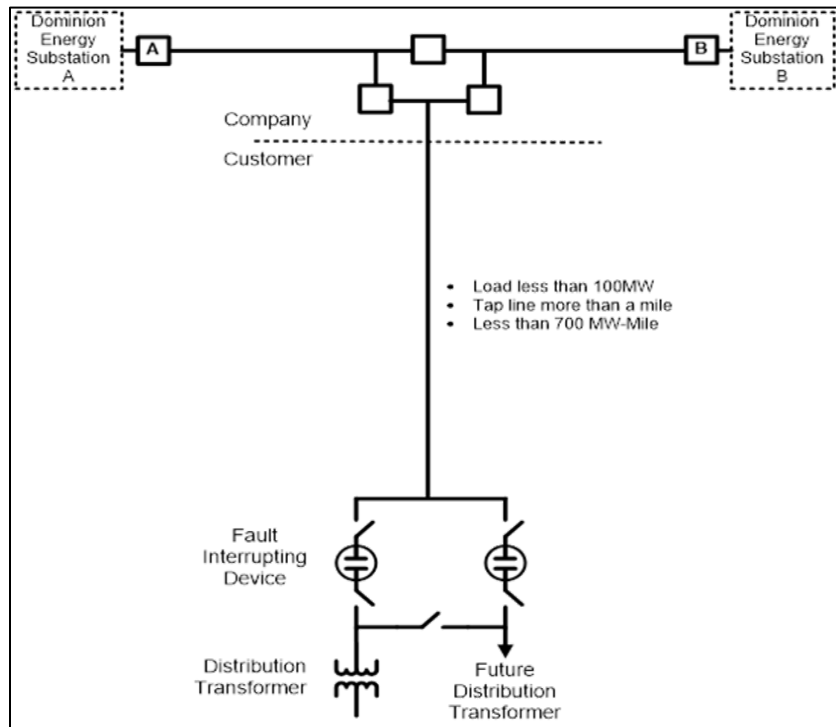 Dominion
Energy
Substation
A
A
B
Dominion
Energy
Substation
B
Company
Customer
• Load less than 100MW
• Tap line more than a mile
• Less than 700 MW-Mile
Fault
Interrupting
Device
Distribution
Transformer
Future
Distribution
Transformer